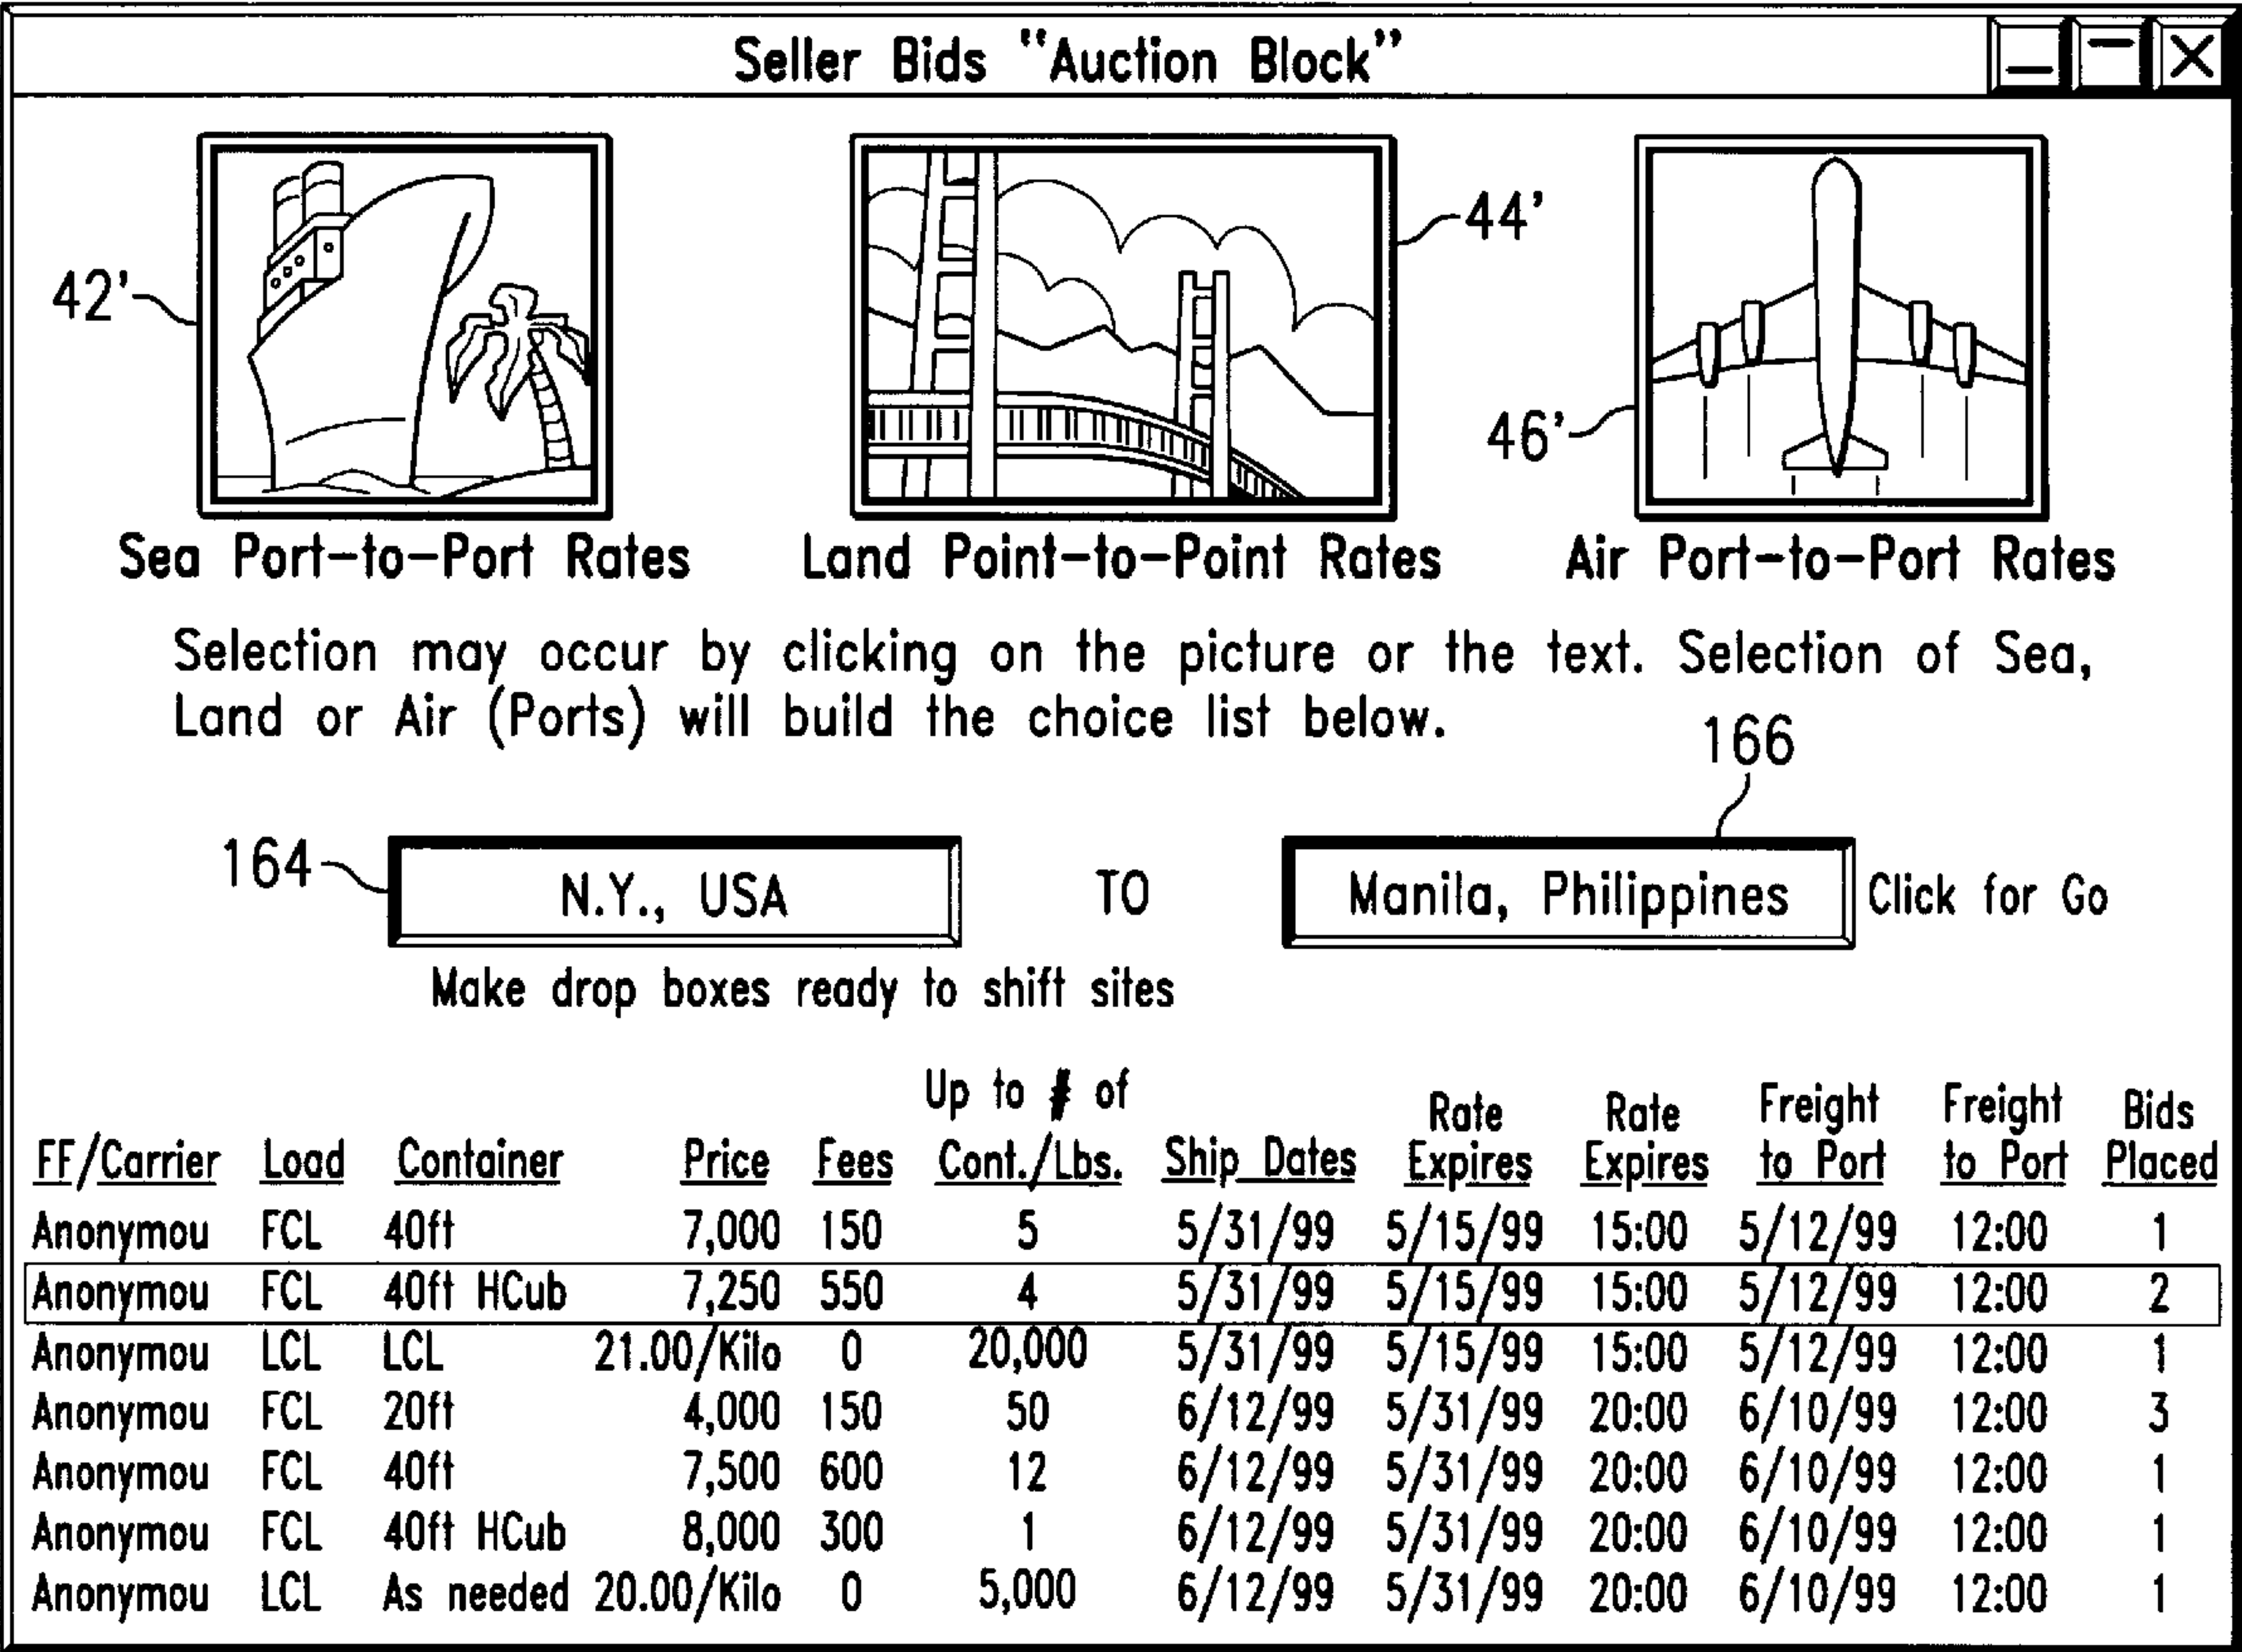 Seller Bids "Auction Block"
42'
44'
46'
Sea Port-to-Port Rates
Land Point-to-Point Rates
Air Port-to-Port Rates
Selection may occur by clicking on the picture or the text. Selection of Sea,
Land or Air (Ports) will build the choice list below.
166
164
N.Y., USA TO Manila, Philippines Click for Go
Make drop boxes ready to shift sites
FF/Carrier Load Container Price Fees Up to # of Cont./Lbs. Ship Dates Rate Expires Rate Expires Freight to Port Freight to Port Bids Placed
Anonymou FCL 40ft 7,000 150 5 5/31/99 5/15/99 15:00 5/12/99 12:00 1
Anonymou FCL 40ft HCub 7,250 550 4 5/31/99 5/15/99 15:00 5/12/99 12:00 2
Anonymou LCL LCL 21.00/Kilo 0 20,000 5/31/99 5/15/99 15:00 5/12/99 12:00 1
Anonymou FCL 20ft 4,000 150 50 6/12/99 5/31/99 20:00 6/10/99 12:00 3
Anonymou FCL 40ft 7,500 600 12 6/12/99 5/31/99 20:00 6/10/99 12:00 1
Anonymou FCL 40ft HCub 8,000 300 1 6/12/99 5/31/99 20:00 6/10/99 12:00 1
Anonymou LCL As needed 20.00/Kilo 0 5,000 6/12/99 5/31/99 20:00 6/10/99 12:00 1